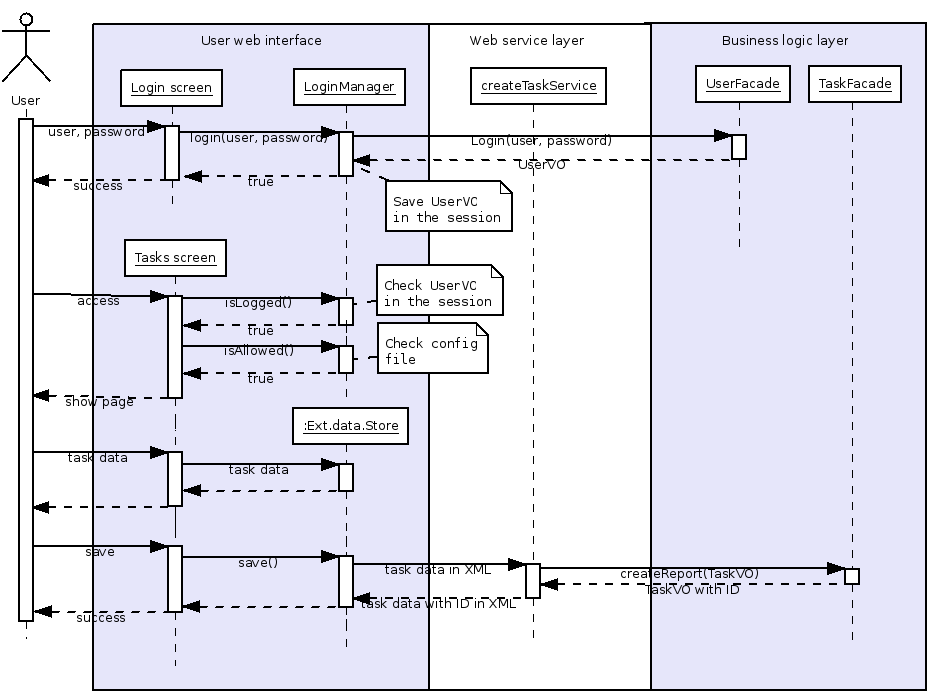 User web interface
Web service layer
Business logic layer
User
Login screen
LoginManager
createTaskService
UserFacade
TaskFacade
user, password
login(user, password)
Login(user, password)
UserVO
true
success
Save UserVC
in the session
Tasks screen
Check UserVC
in the session
access
isLogged()
true
Check config
file
isAllowed()
true
show page
:Ext.data.Store
task data
task data
save
save()
task data in XML
createReport(TaskVO)
TaskVO with ID
task data with ID in XML
success